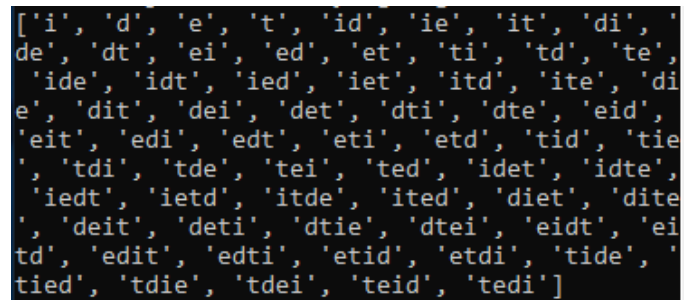 ['i', 'd', 'e', 't', 'id', 'ie', 'it', 'di', '
de', 'dt', 'ei', 'ed', 'et', 'ti', 'td', 'te',
 'ide', 'idt', 'ied', 'iet', 'itd', 'ite', 'di
e', 'dit', 'dei', 'det', 'dti', 'dte', 'eid', 
'eit', 'edi', 'edt', 'eti', 'etd', 'tid', 'tie
', 'tdi', 'tde', 'tei', 'ted', 'idet', 'idte',
 'iedt', 'ietd', 'itde', 'ited', 'diet', 'dite
', 'deit', 'deti', 'dtie', 'dtei', 'eidt', 'ei
td', 'edit', 'edti', 'etid', 'etdi', 'tide', '
tied', 'tdie', 'tdei', 'teid', 'tedi']